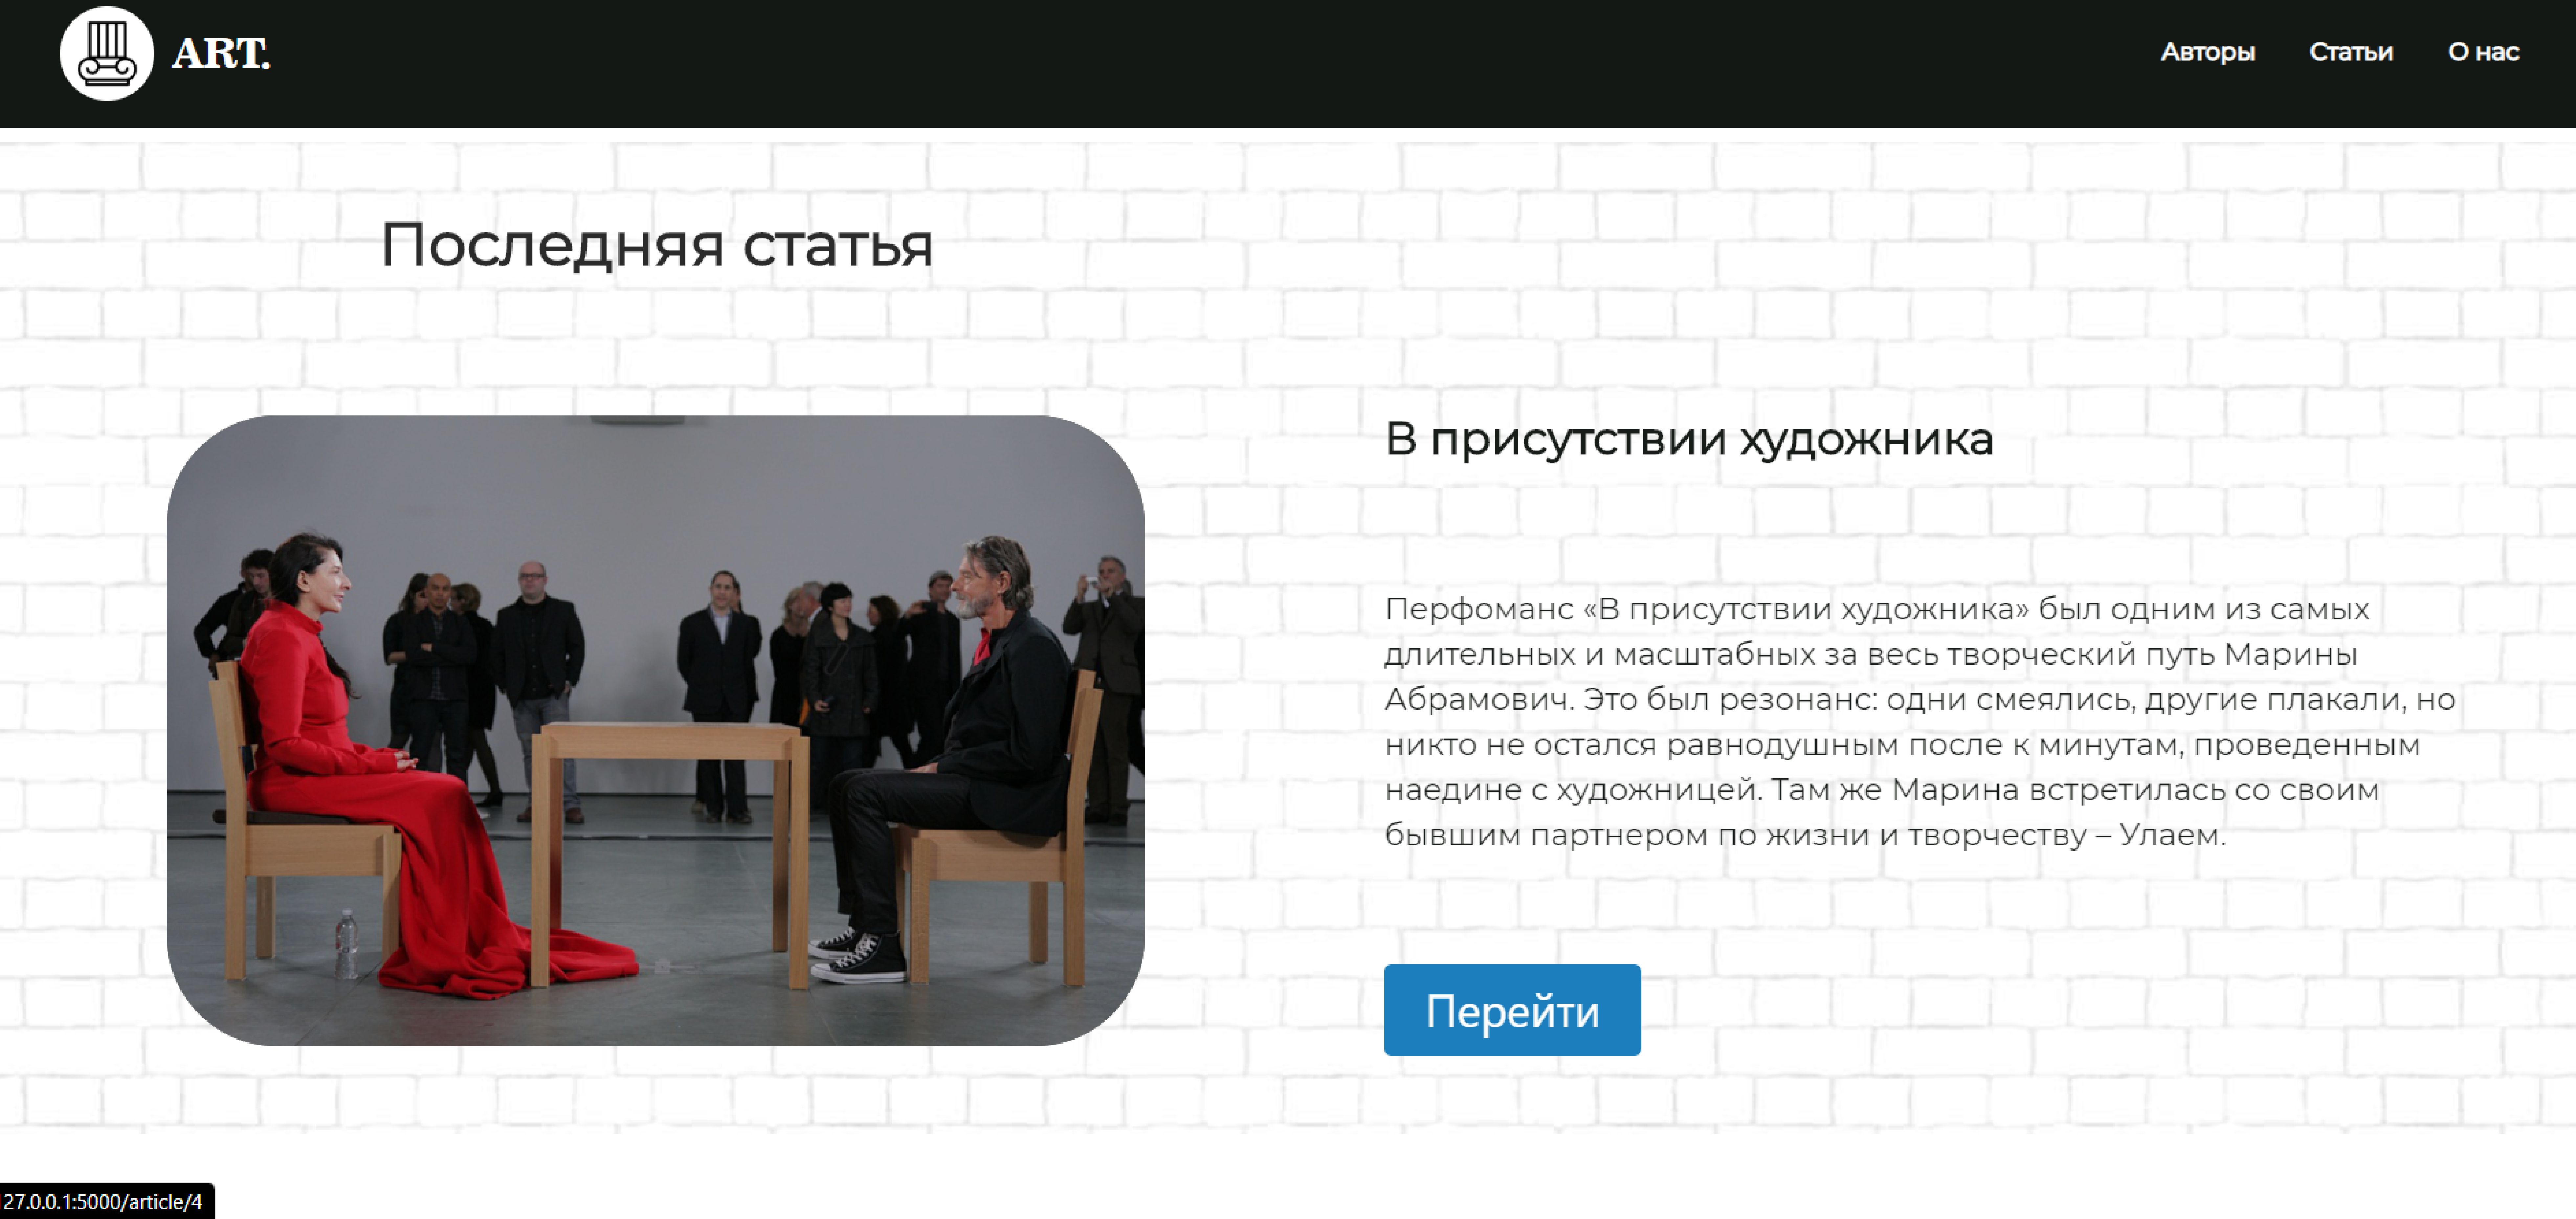 ART.
Авторы Статьи О нас
Последняя статья
В присутствии художника
Перфоманс «В присутствии художника» был одним из самых
длительных и масштабных за весь творческий путь Марины
Абрамович. Это был резонанс: одни смеялись, другие плакали, но
никто не остался равнодушным после к минутам, проведенным
наедине с художницей. Там же Марина встретилась со своим
бывшим партнером по жизни и творчеству – Улаем.
Перейти
27.0.0.1:5000/article/4